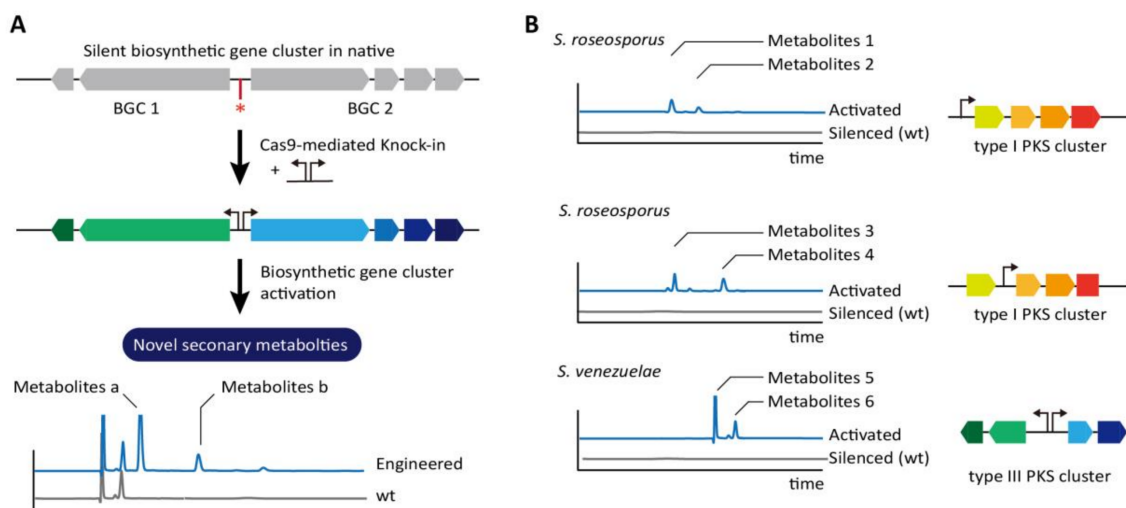 A
Silent biosynthetic gene cluster in native
BGC 1
*
BGC 2
Cas9-mediated Knock-in
+
Biosynthetic gene cluster
activation
Novel seconary metabolties
Metabolites a
Metabolites b
Engineered
wt
B
S. roseosporus
Metabolites 1
Metabolites 2
Activated
Silenced (wt)
time
type I PKS cluster
S. roseosporus
Metabolites 3
Metabolites 4
Activated
Silenced (wt)
time
type I PKS cluster
S. venezuelae
Metabolites 5
Metabolites 6
Activated
Silenced (wt)
time
type III PKS cluster